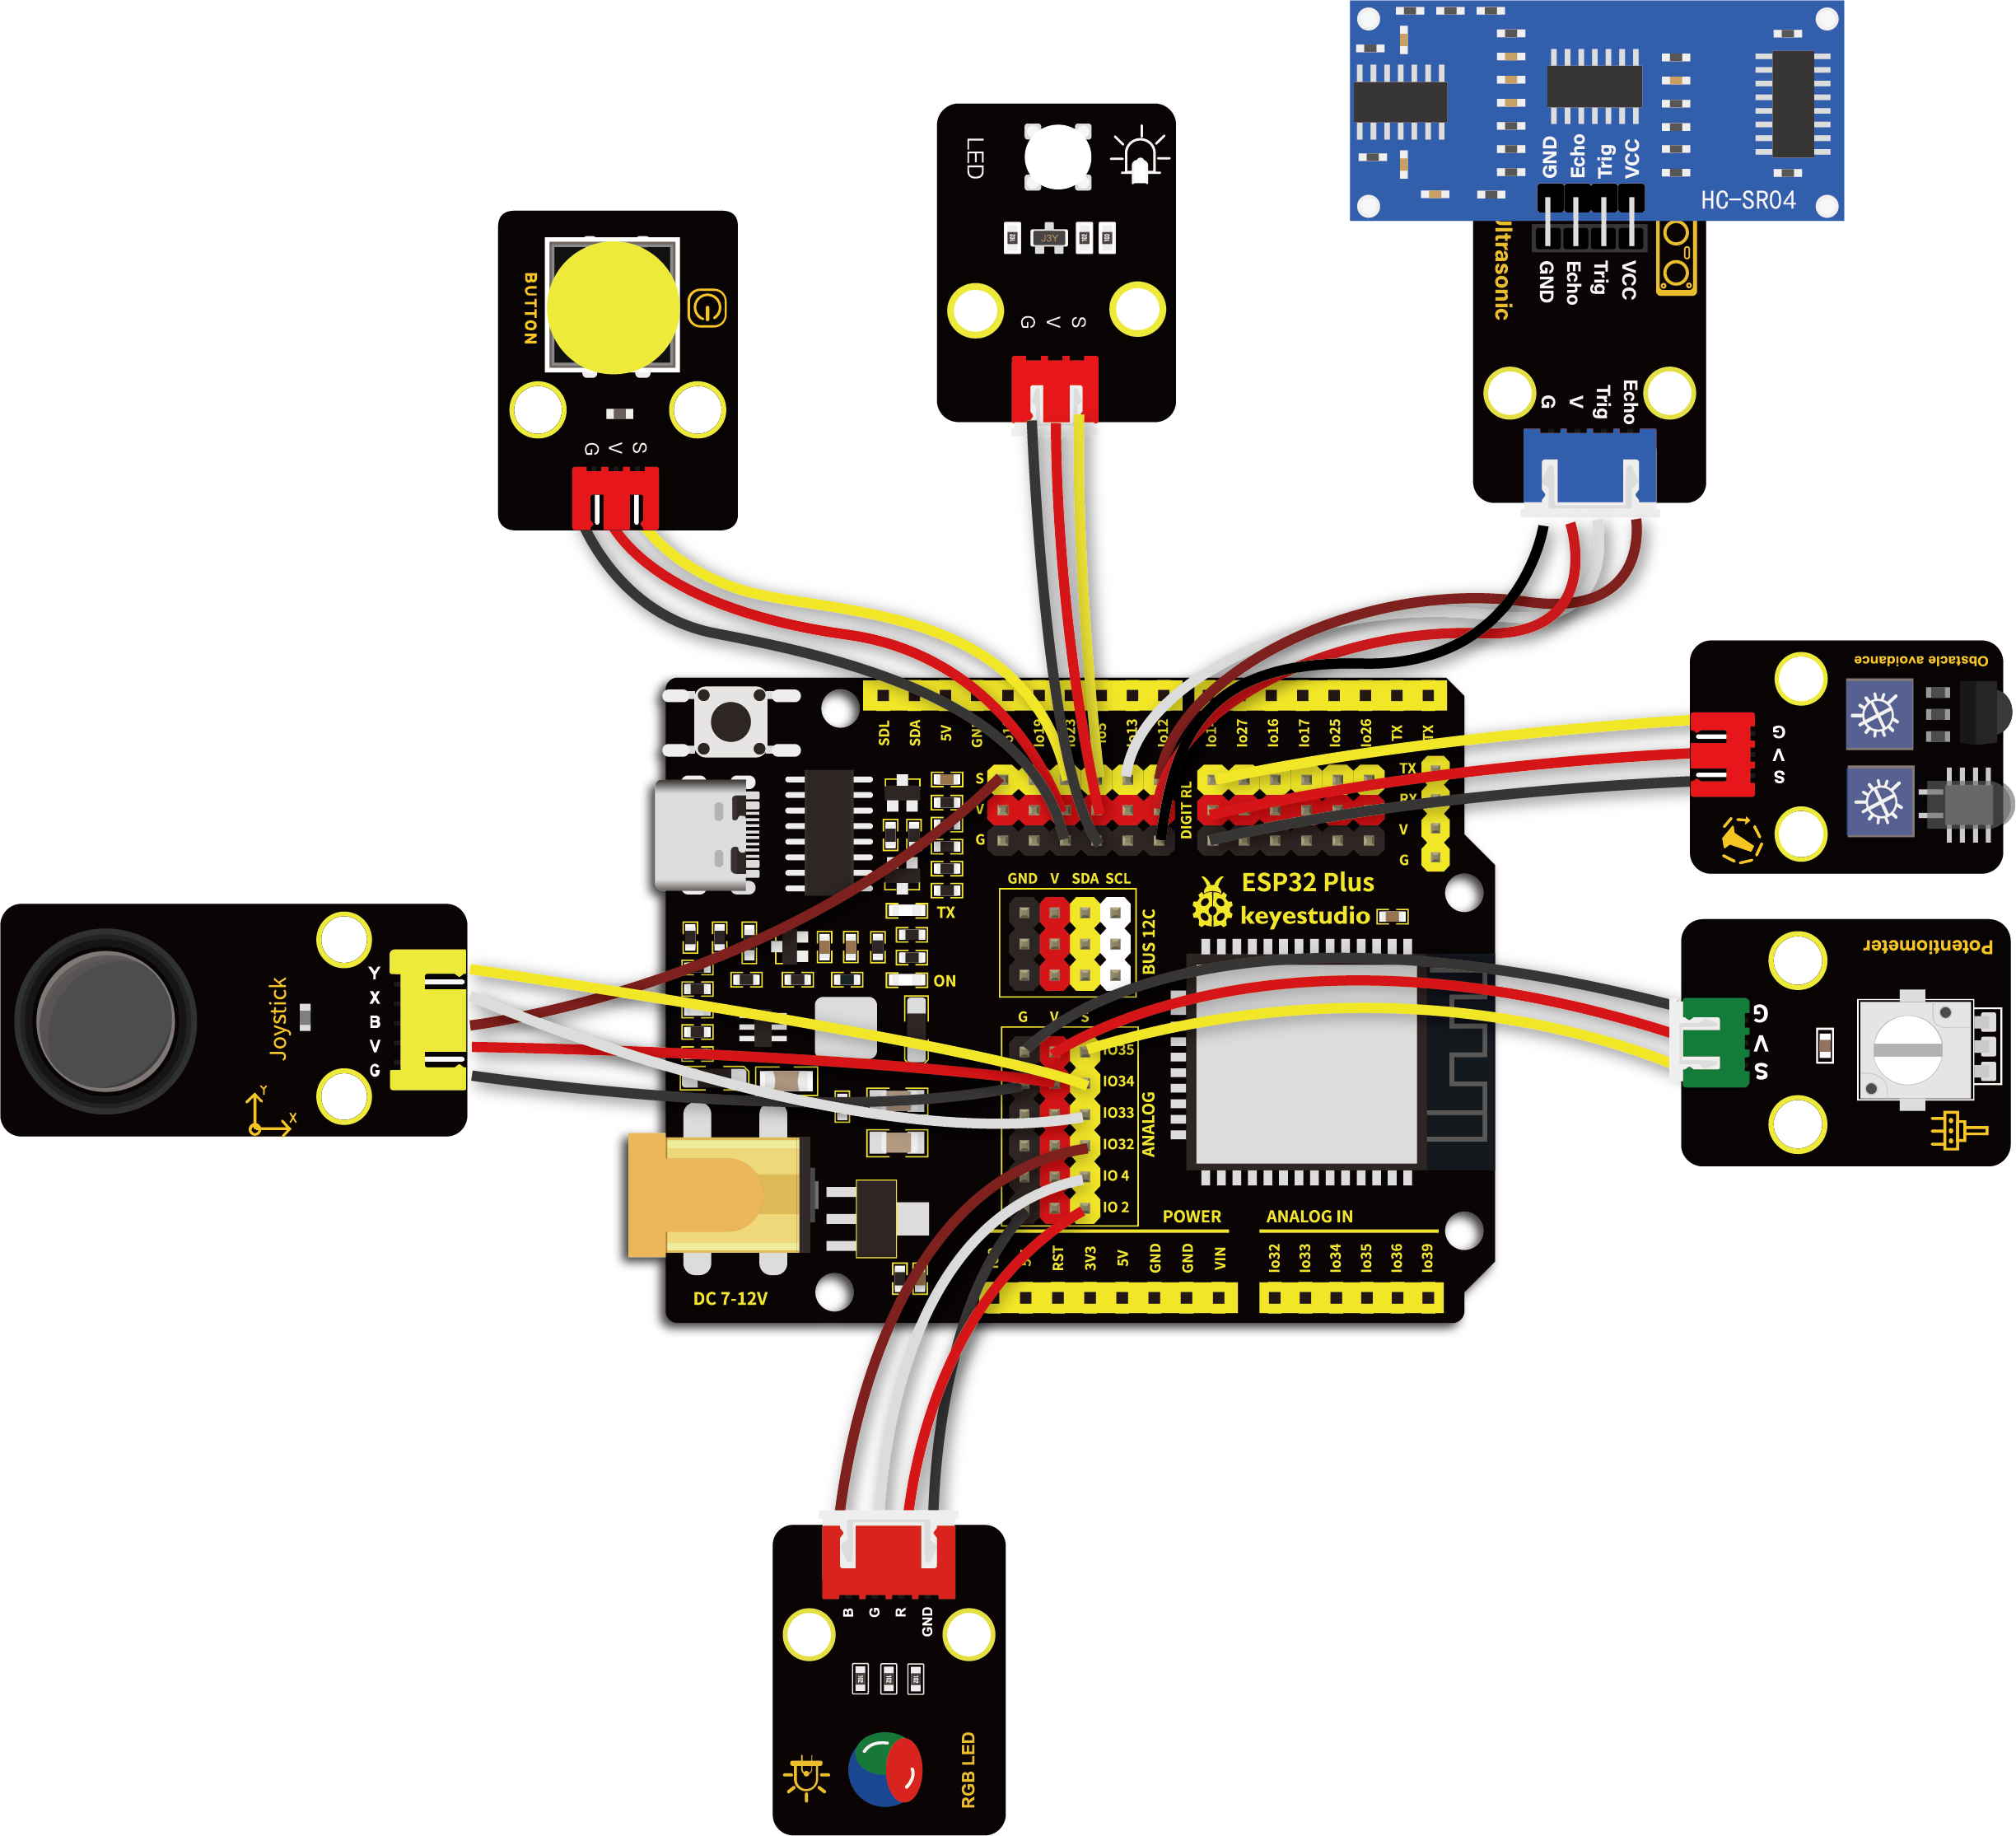 GND
Echo
Trig
VCC
HC-SR04
LED
J3Y
G V S
Ultrasonic
GND
Echo
Trig
VCC
G
V
Trig
Echo
BUTTON
G V S
Obstacle avoidance
G
V
S
SDL
SDA
5V
Io19
Io23
Io5
Io13
Io12
Io27
Io16
Io17
Io25
Io26
TX
TX
S
V
G
DIGIT RL
TX
RX
V
G
GND V SDA SCL
BUS 12C
ESP32 Plus
keyestudio
TX
ON
Potentiometer
G
V
S
Joystick
Y
X
B
V
G
Y
X
G V S
IO35
IO34
IO33
IO32
IO 4
IO 2
ANALOG
POWER
ANALOG IN
RST
3V3
5V
GND
GND
VIN
Io32
Io33
Io34
Io35
Io36
Io39
DC 7-12V
B
G
R
GND
RGB LED